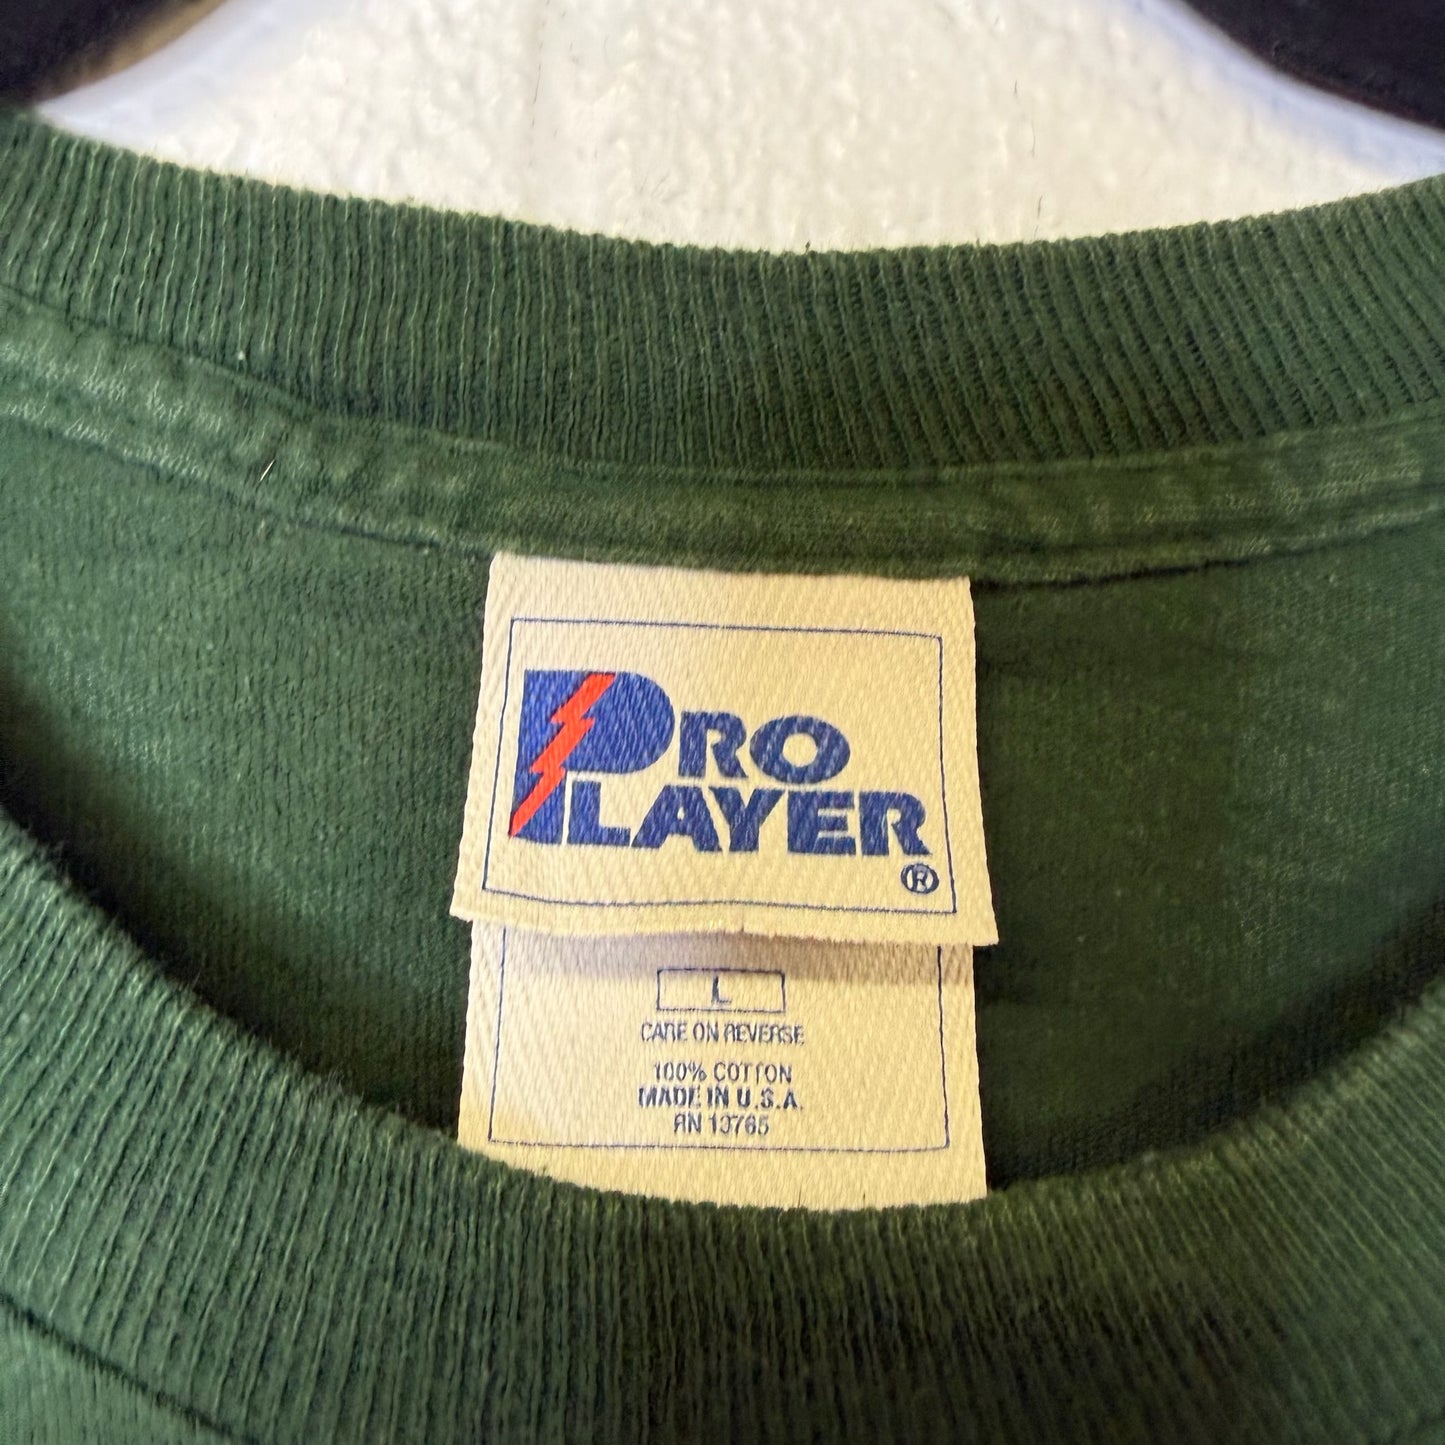 PRO
PLAYER
®
L
CARE ON REVERSE
100% COTTON
MADE IN U.S.A.
RN 13765